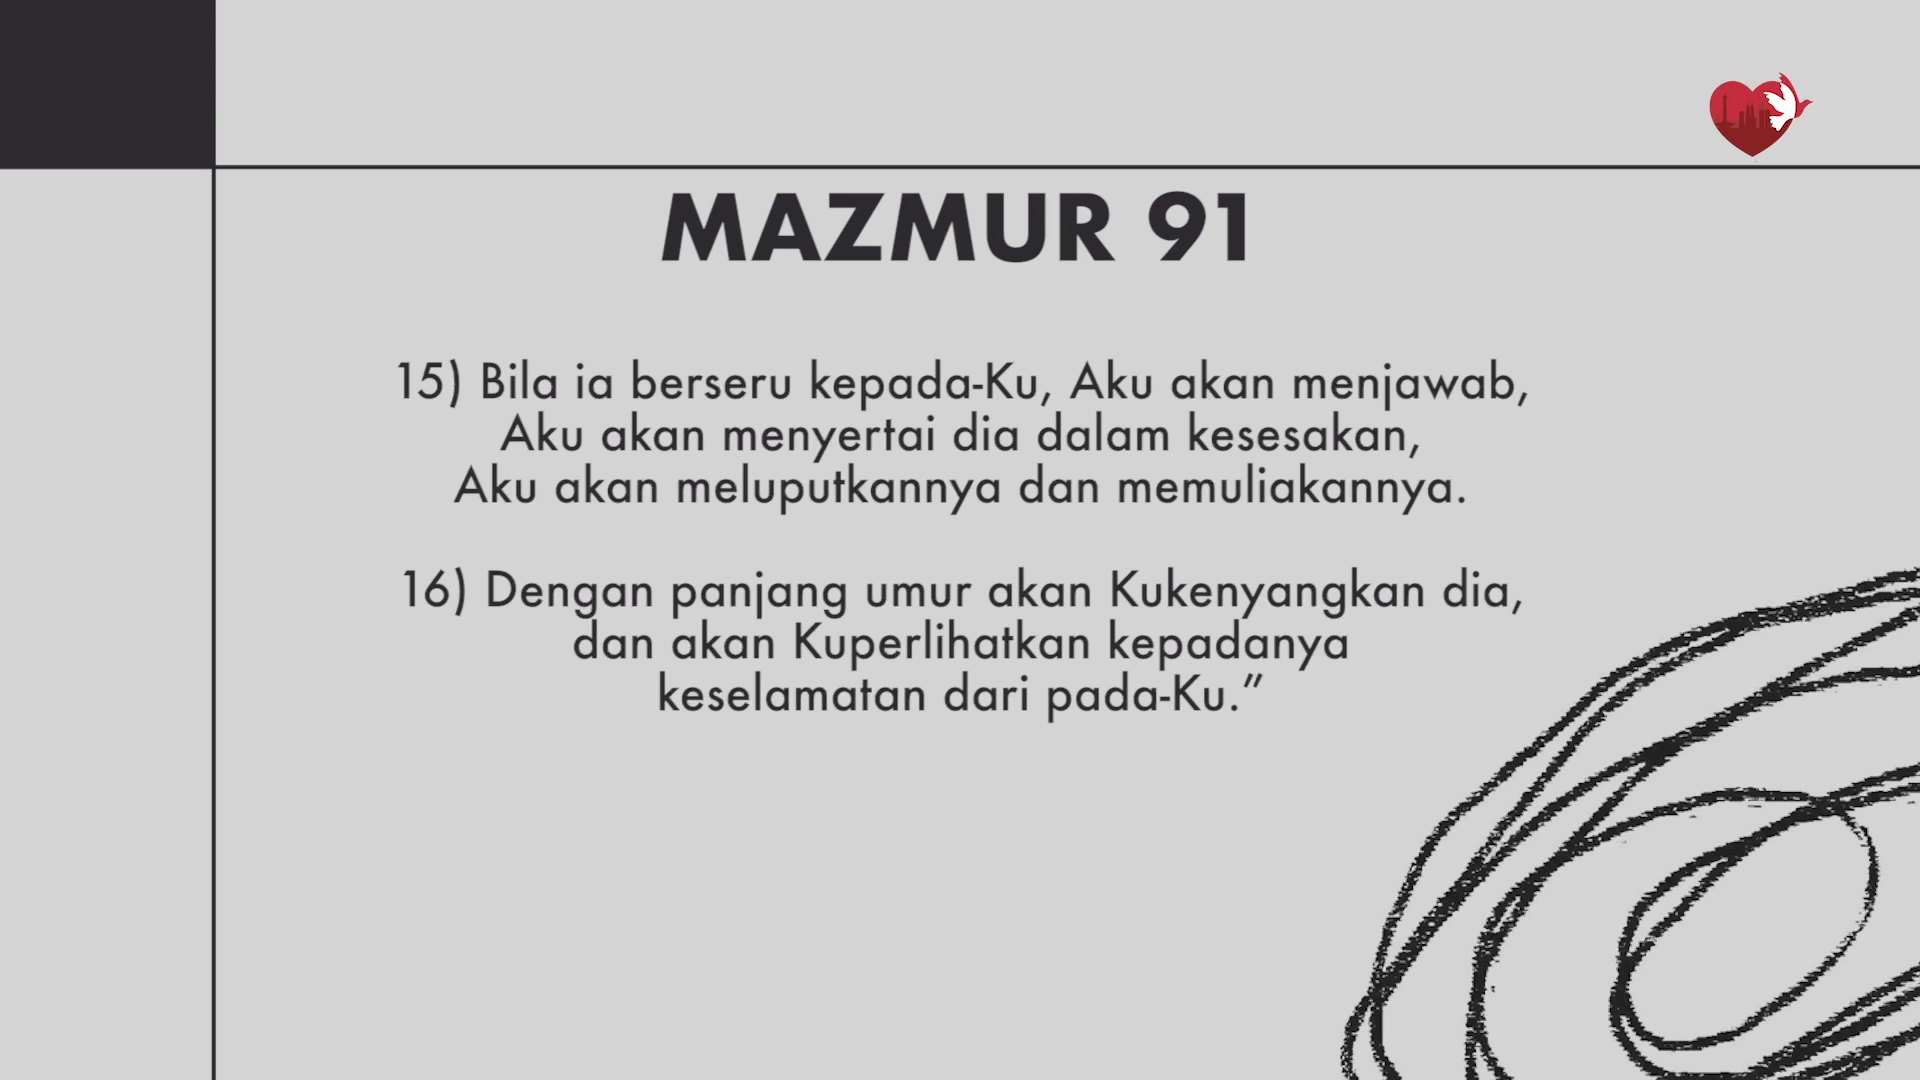 MAZMUR 91
15) Bila ia berseru kepada-Ku, Aku akan menjawab,
Aku akan menyertai dia dalam kesesakan,
Aku akan meluputkannya dan memuliakannya.
16) Dengan panjang umur akan Kukenyangkan dia,
dan akan Kuperlihatkan kepadanya
keselamatan dari pada-Ku.”